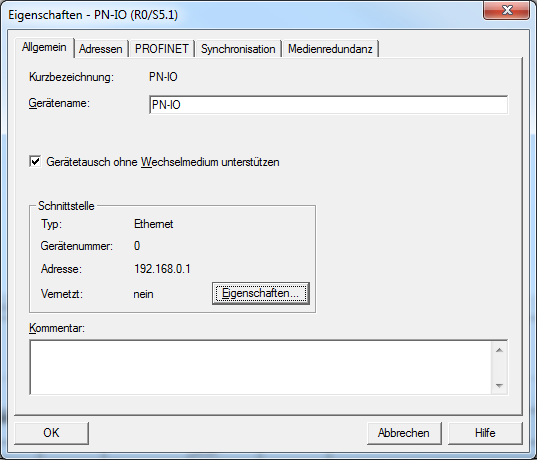 Eigenschaften - PN-IO (R0/S5.1)
Allgemein Adressen PROFINET Synchronisation Medienredundanz
Kurzbezeichnung: PN-IO
Gerätename: PN-IO
Gerätetausch ohne Wechselmedium unterstützen
Schnittstelle
Typ: Ethernet
Gerätenummer: 0
Adresse: 192.168.0.1
Vernetzt: nein Eigenschaften...
Kommentar:
OK Abbrechen Hilfe